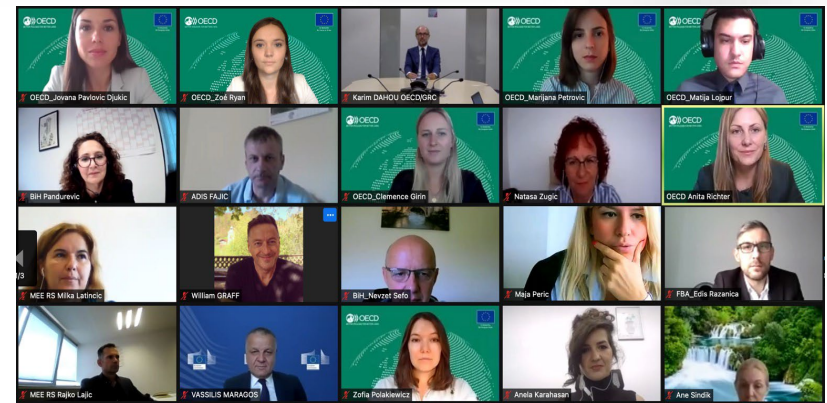 OECD
OECD_Jovana Pavlovic Djukic
OECD
OECD_Zoé Ryan
Karim DAHOU OECD/GRC
OECD
OECD_Marijana Petrovic
OECD
OECD_Matija Lojpur
BiH Pandurevic
ADIS FAJIC
OECD
OECD_Clemence Girin
Natasa Zugic
OECD
OECD Anita Richter
1/3
MEE RS Milka Latincic
William GRAFF
BIH_Nevzet Sefo
Maja Peric
FBA_Edis Razanica
MEE RS Rajko Lajic
VASSILIS MARAGOS
OECD
Zofia Polakiewicz
Anela Karahasan
Ane Sindik